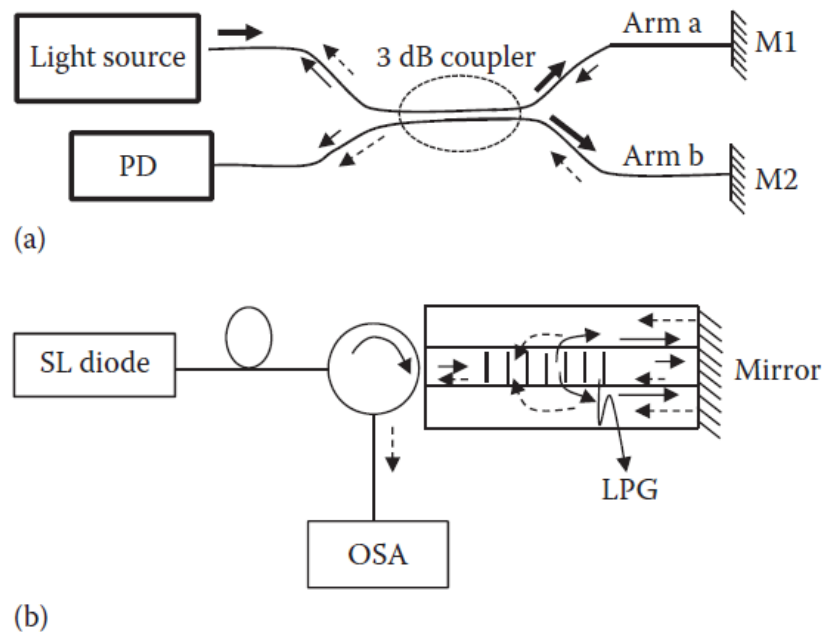 Light source
3 dB coupler
Arm a
M1
PD
Arm b
M2
(a)
SL diode
Mirror
LPG
OSA
(b)